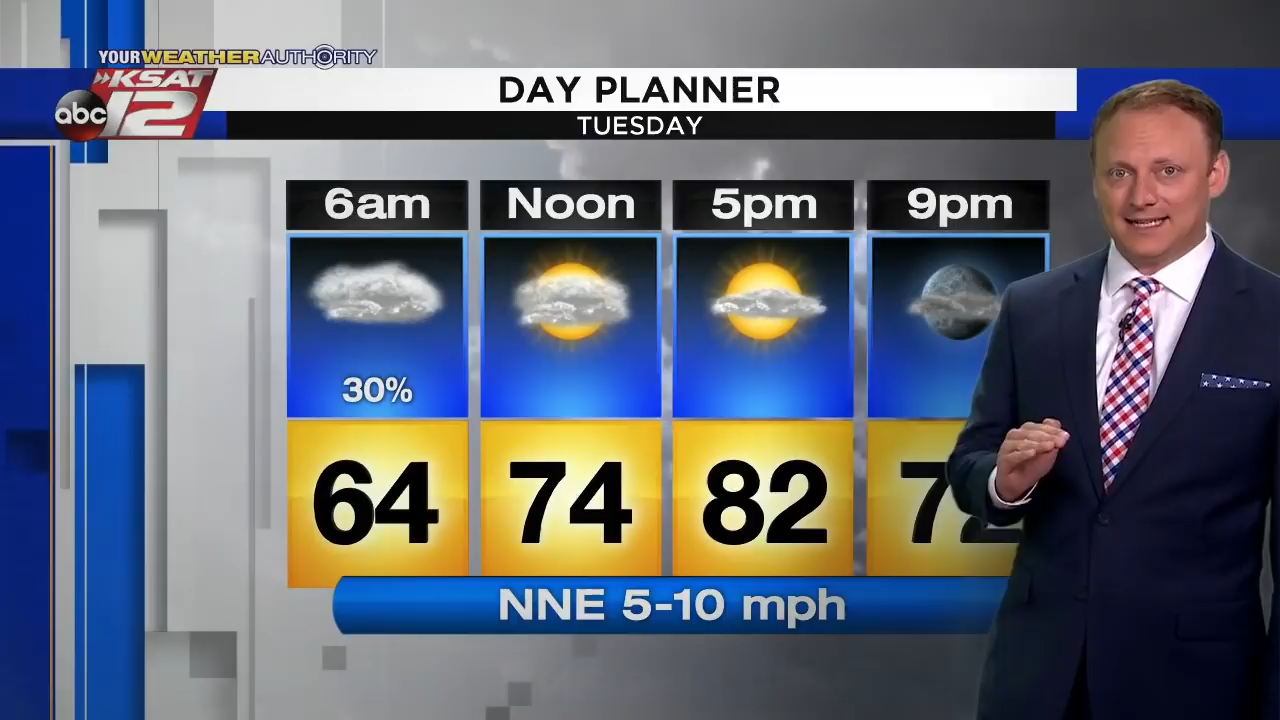 YOURWEATHERAUTHORITY
KSAT
abc 12
DAY PLANNER
TUESDAY
6am Noon 5pm 9pm
30%
64 74 82 72
NNE 5-10 mph